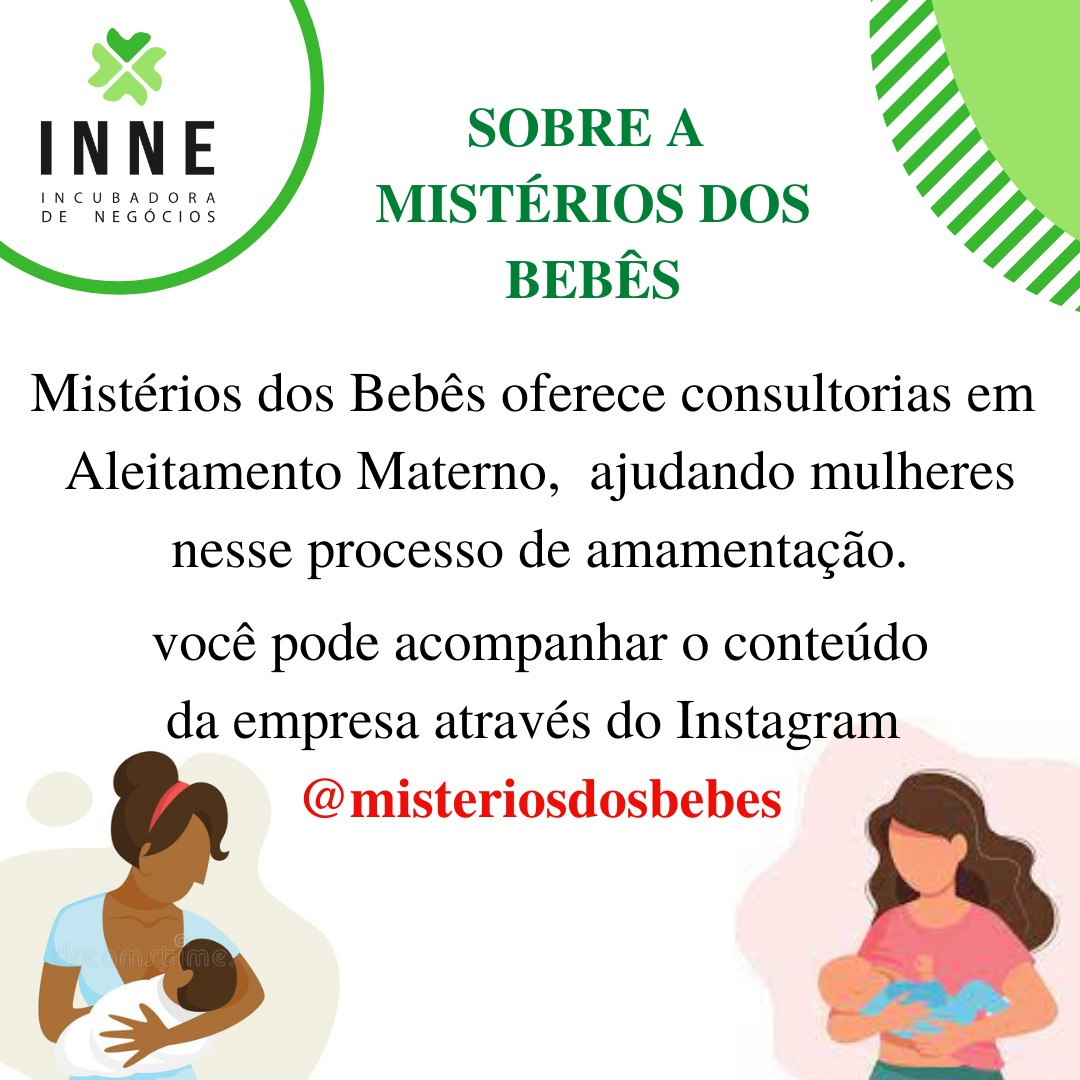 INNE
INCUBADORA
DE NEGÓCIOS
SOBRE A
MISTÉRIOS DOS
BEBÊS
Mistérios dos Bebês oferece consultorias em
Aleitamento Materno,  ajudando mulheres
nesse processo de amamentação.
você pode acompanhar o conteúdo
da empresa através do Instagram
@misteriosdosbebes
dreamstime